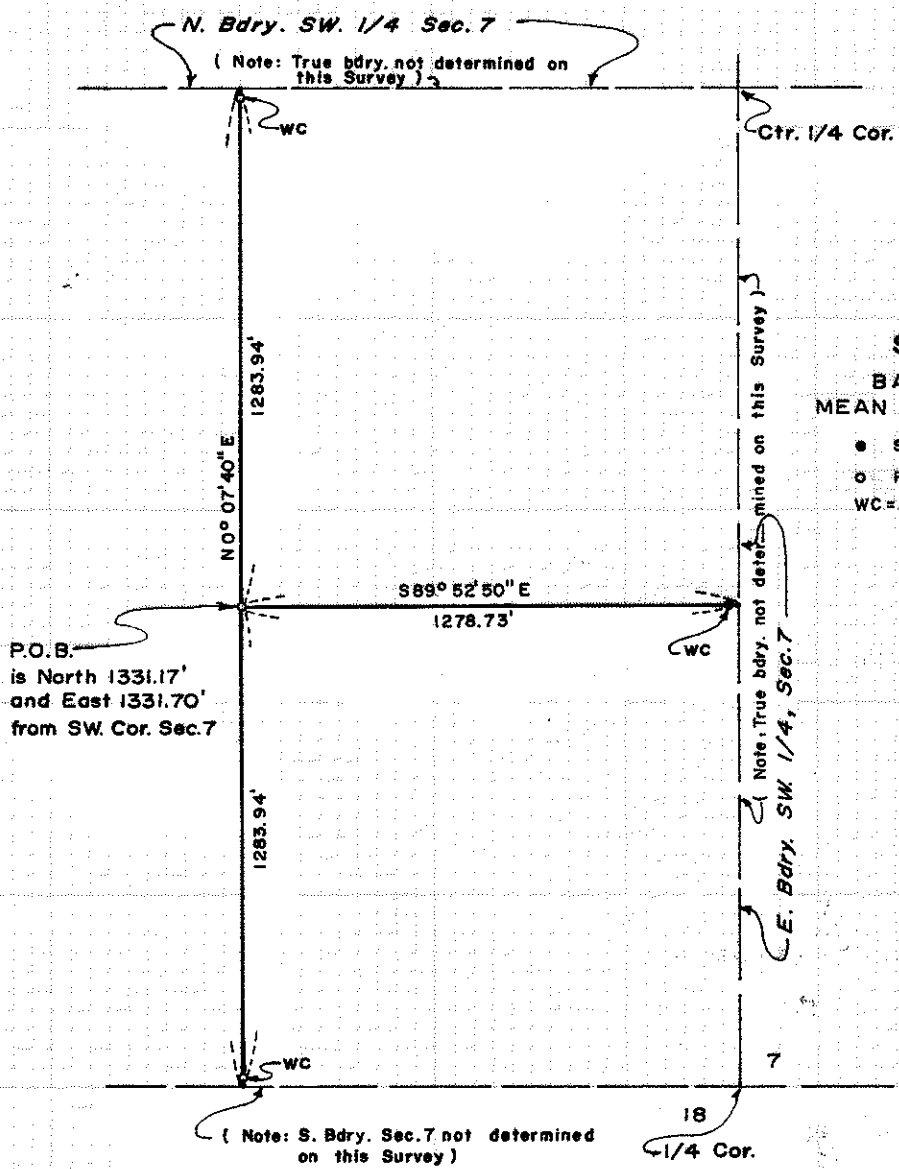 N. Bdry. SW. 1/4 Sec. 7
( Note: True bdry. not determined on
this Survey )
WC
Ctr. 1/4 Cor.
1283.94'
N0° 07' 40" E
( Note: True bdry. not determined on this Survey )
E. Bdry. SW. 1/4, Sec. 7
MEAN
WC =
S89° 52' 50" E
1278.73'
WC
P.O.B.
is North 1331.17'
and East 1331.70'
from SW. Cor. Sec. 7
1283.94'
WC
7
18
1/4 Cor.
( Note: S. Bdry. Sec. 7 not determined
on this Survey )